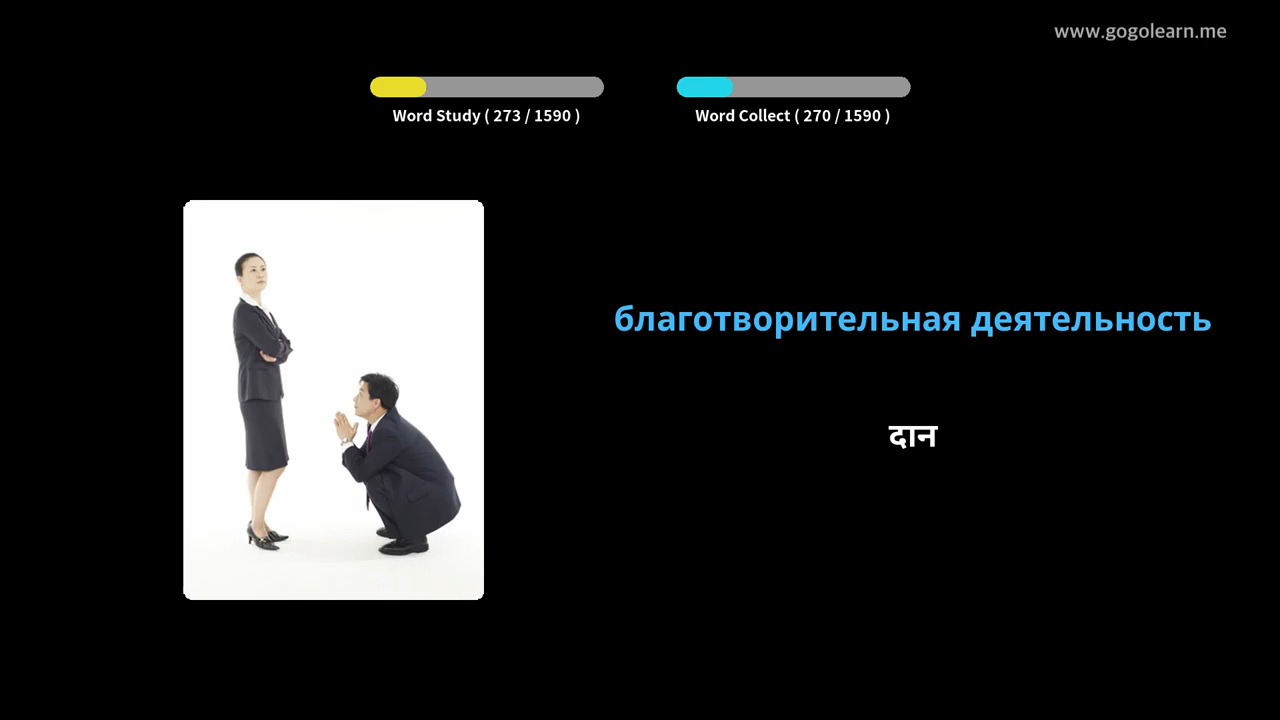 www.gogolearn.me
Word Study ( 273 / 1590 )
Word Collect ( 270 / 1590 )
благотворительная деятельность
दान